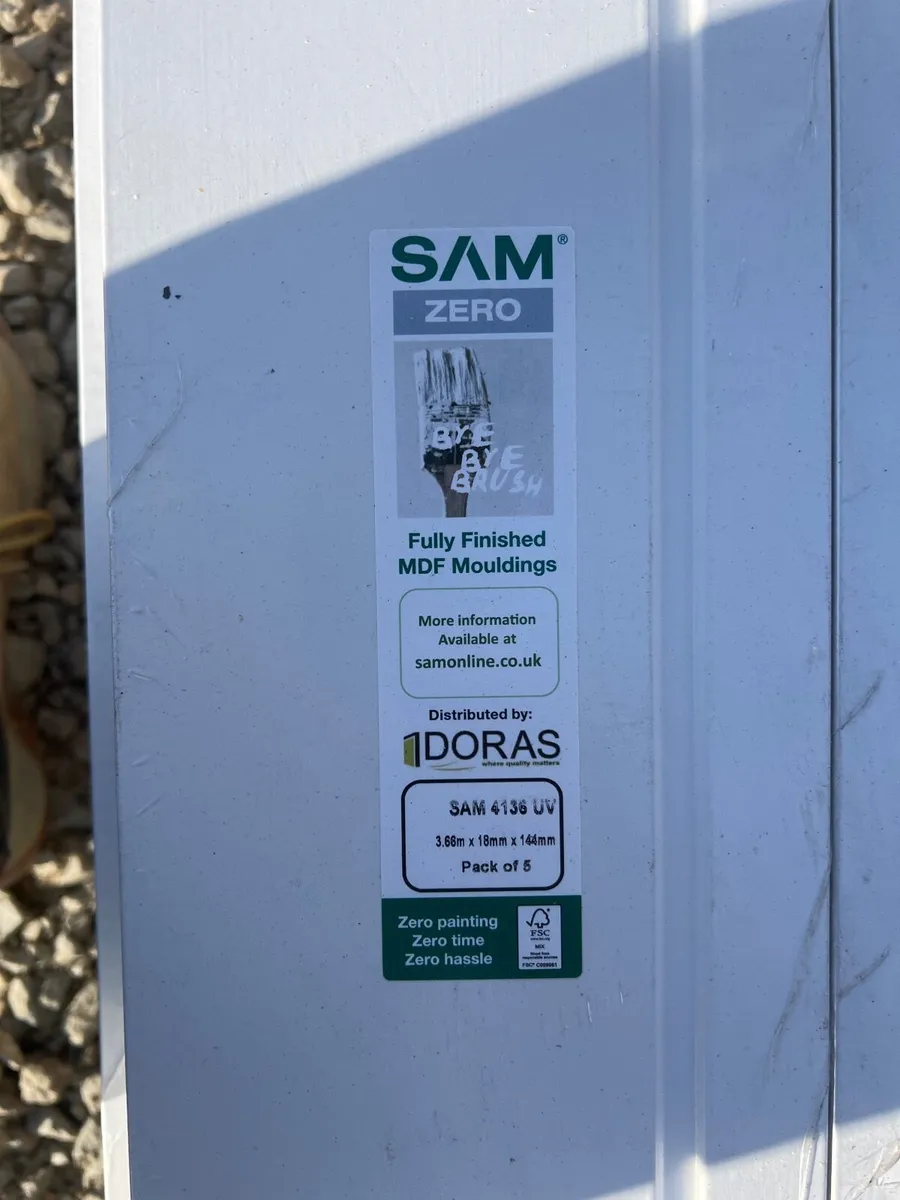 SAM®
ZERO
BYE
BYE
BRUSH
Fully Finished
MDF Mouldings
More information
Available at
samonline.co.uk
Distributed by:
DORAS
where quality matters
SAM 4136 UV
3.66m x 18mm x 144mm
Pack of 5
Zero painting
Zero time
Zero hassle
FSC
MIX